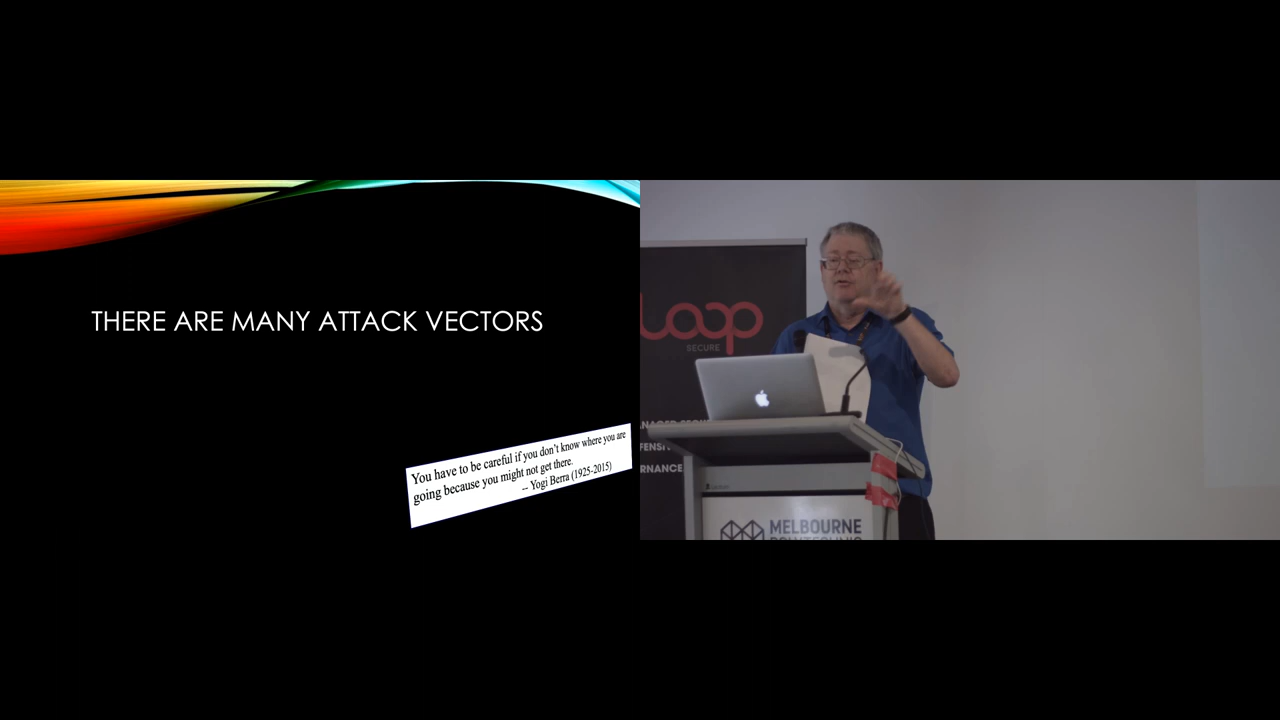 THERE ARE MANY ATTACK VECTORS
You have to be careful if you don't know where you are
going because you might not get there.
-- Yogi Berra (1925-2015)
Loop
SECURE
MELBOURNE